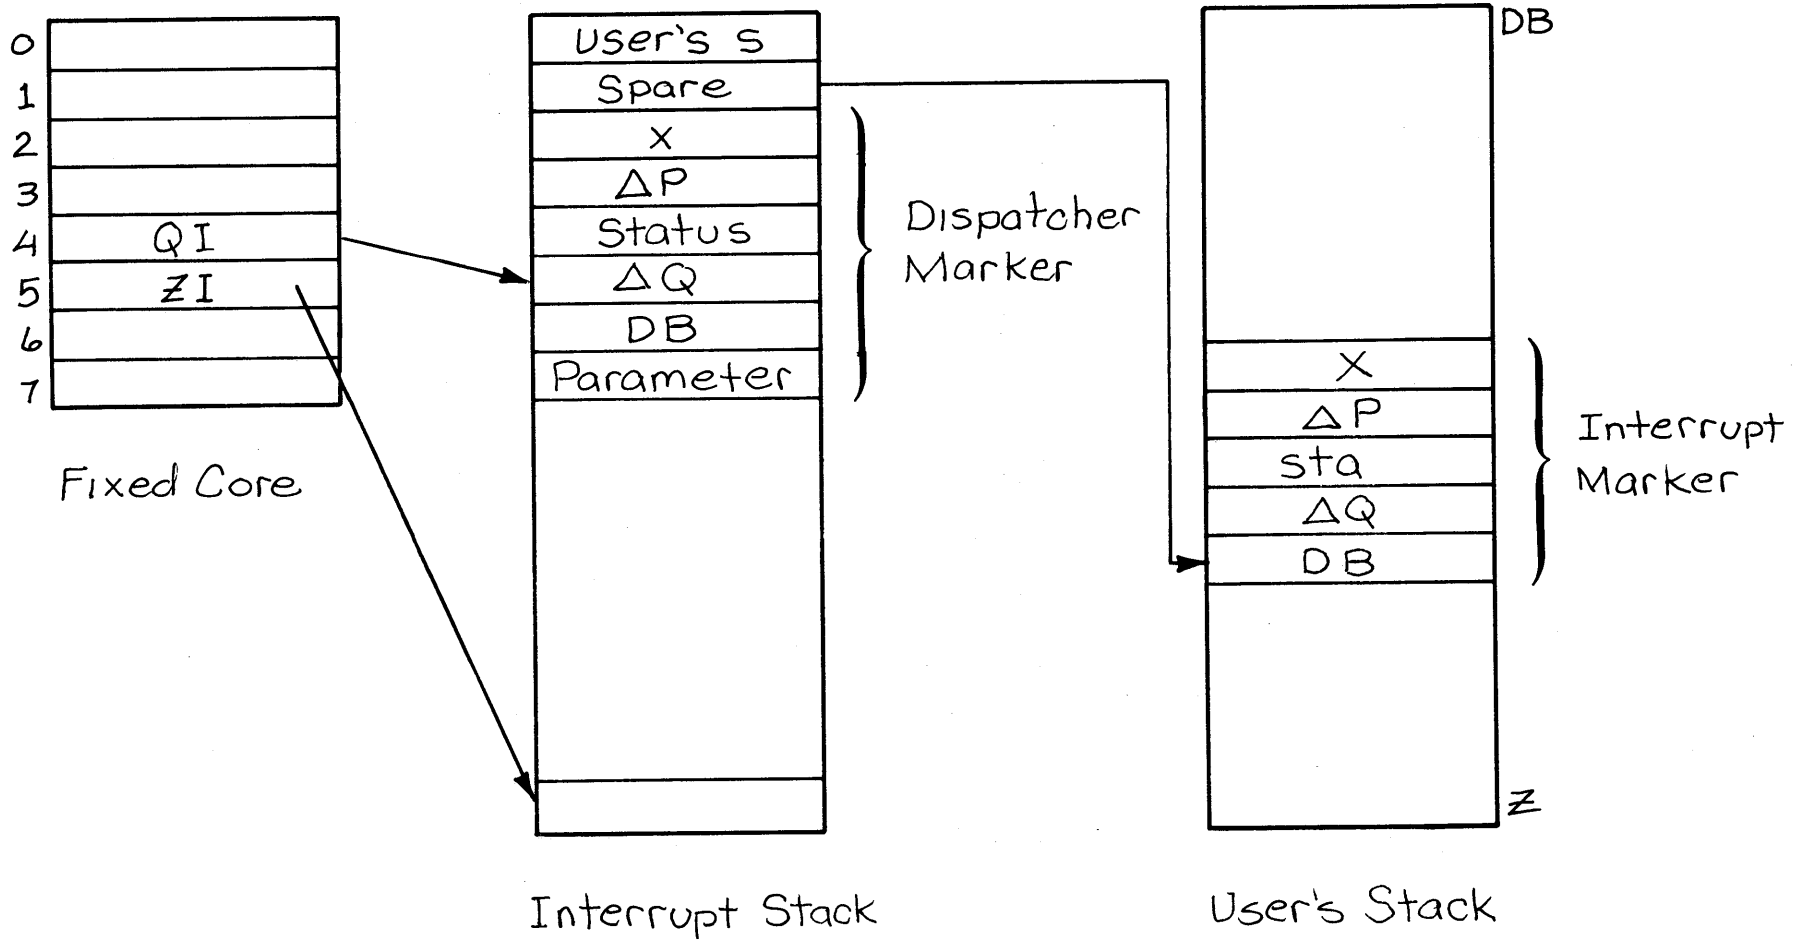 0
1
2
3
4
5
6
7
QI
ZI
Fixed Core
User's S
Spare
X
ΔP
Status
ΔQ
DB
Parameter
Dispatcher
Marker
Interrupt Stack
DB
X
ΔP
sta
ΔQ
DB
Z
Interrupt
Marker
User's Stack